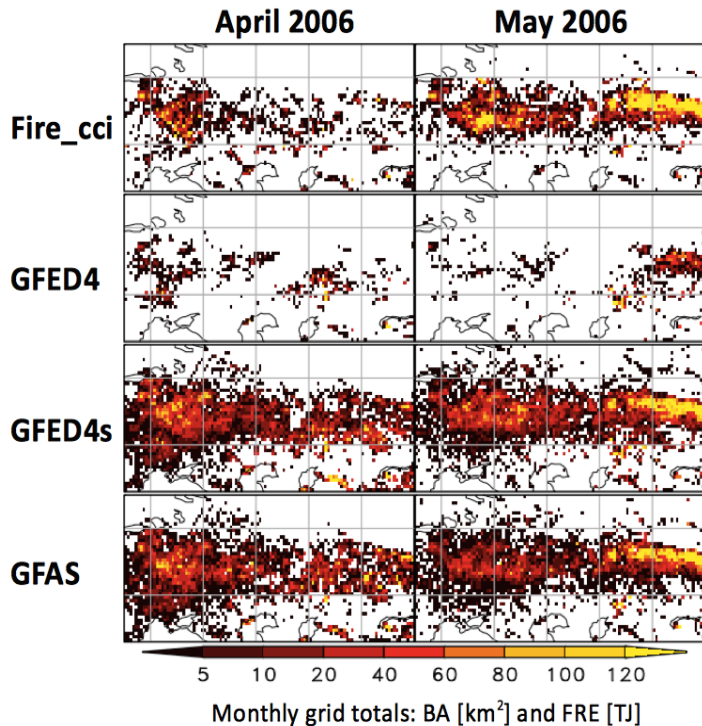 April 2006 May 2006
Fire_cci
GFED4
GFED4s
GFAS
5 10 20 40 60 80 100 120
Monthly grid totals: BA [km²] and FRE [TJ]